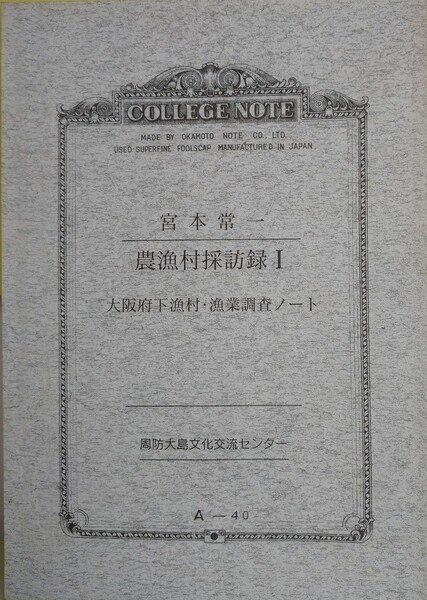 COLLEGE NOTE
MADE BY OKAMOTO NOTE CO., LTD.
USED SUPERFINE FOOLSCAP MANUFACTURED IN JAPAN
宮本常一
農漁村採訪録Ⅰ
大阪府下漁村・漁業調査ノート
周防大島文化交流センター
A — 40